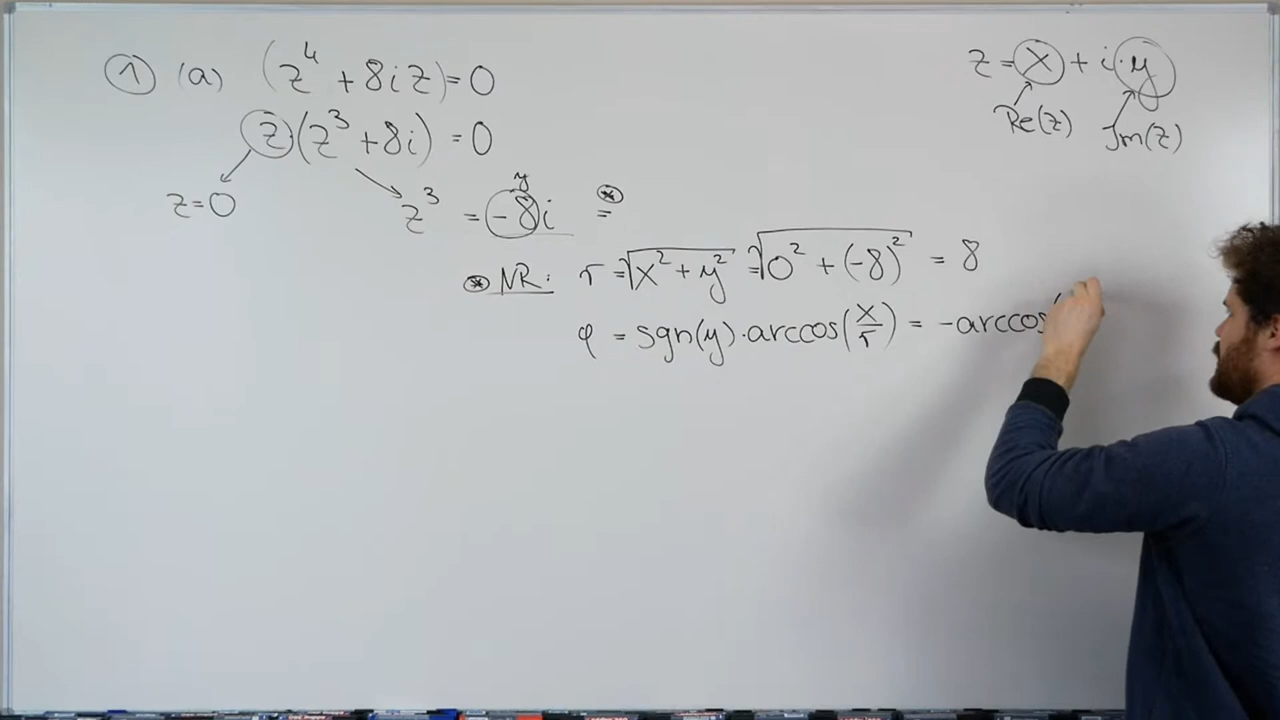 ① (a) (z⁴ + 8iz) = 0
z(z³ + 8i) = 0
z = 0
z³ = -8i = ⊛
y
z = x + i·y
Re(z) Im(z)
⊛ NR: r = √(x² + y²) = √(0² + (-8)²) = 8
φ = sgn(y)·arccos(x/r) = -arccos(